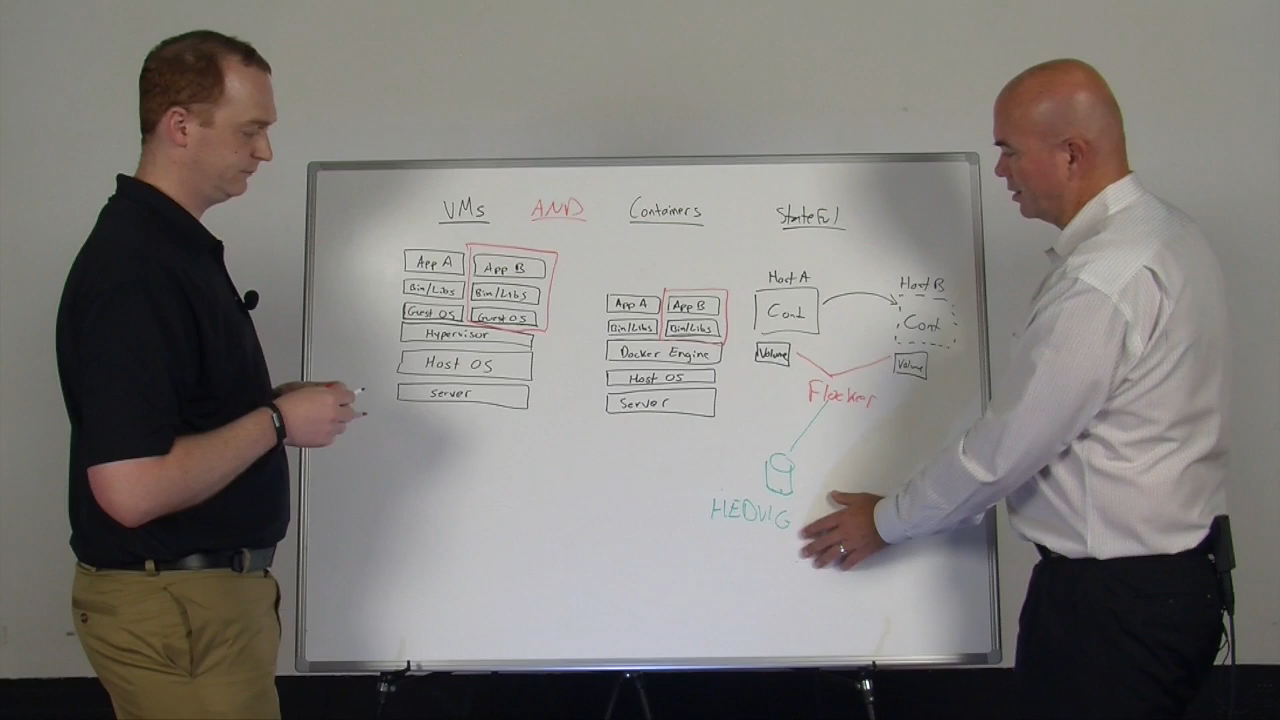 VMs AND Containers Stateful
App A App B
Bin/Libs Bin/Libs
Guest OS Guest OS
Hypervisor
Host OS
Server
App A App B
Bin/Libs Bin/Libs
Docker Engine
Host OS
Server
Host A Host B
Cont Cont
Volume Volume
Flocker
HEDVIG